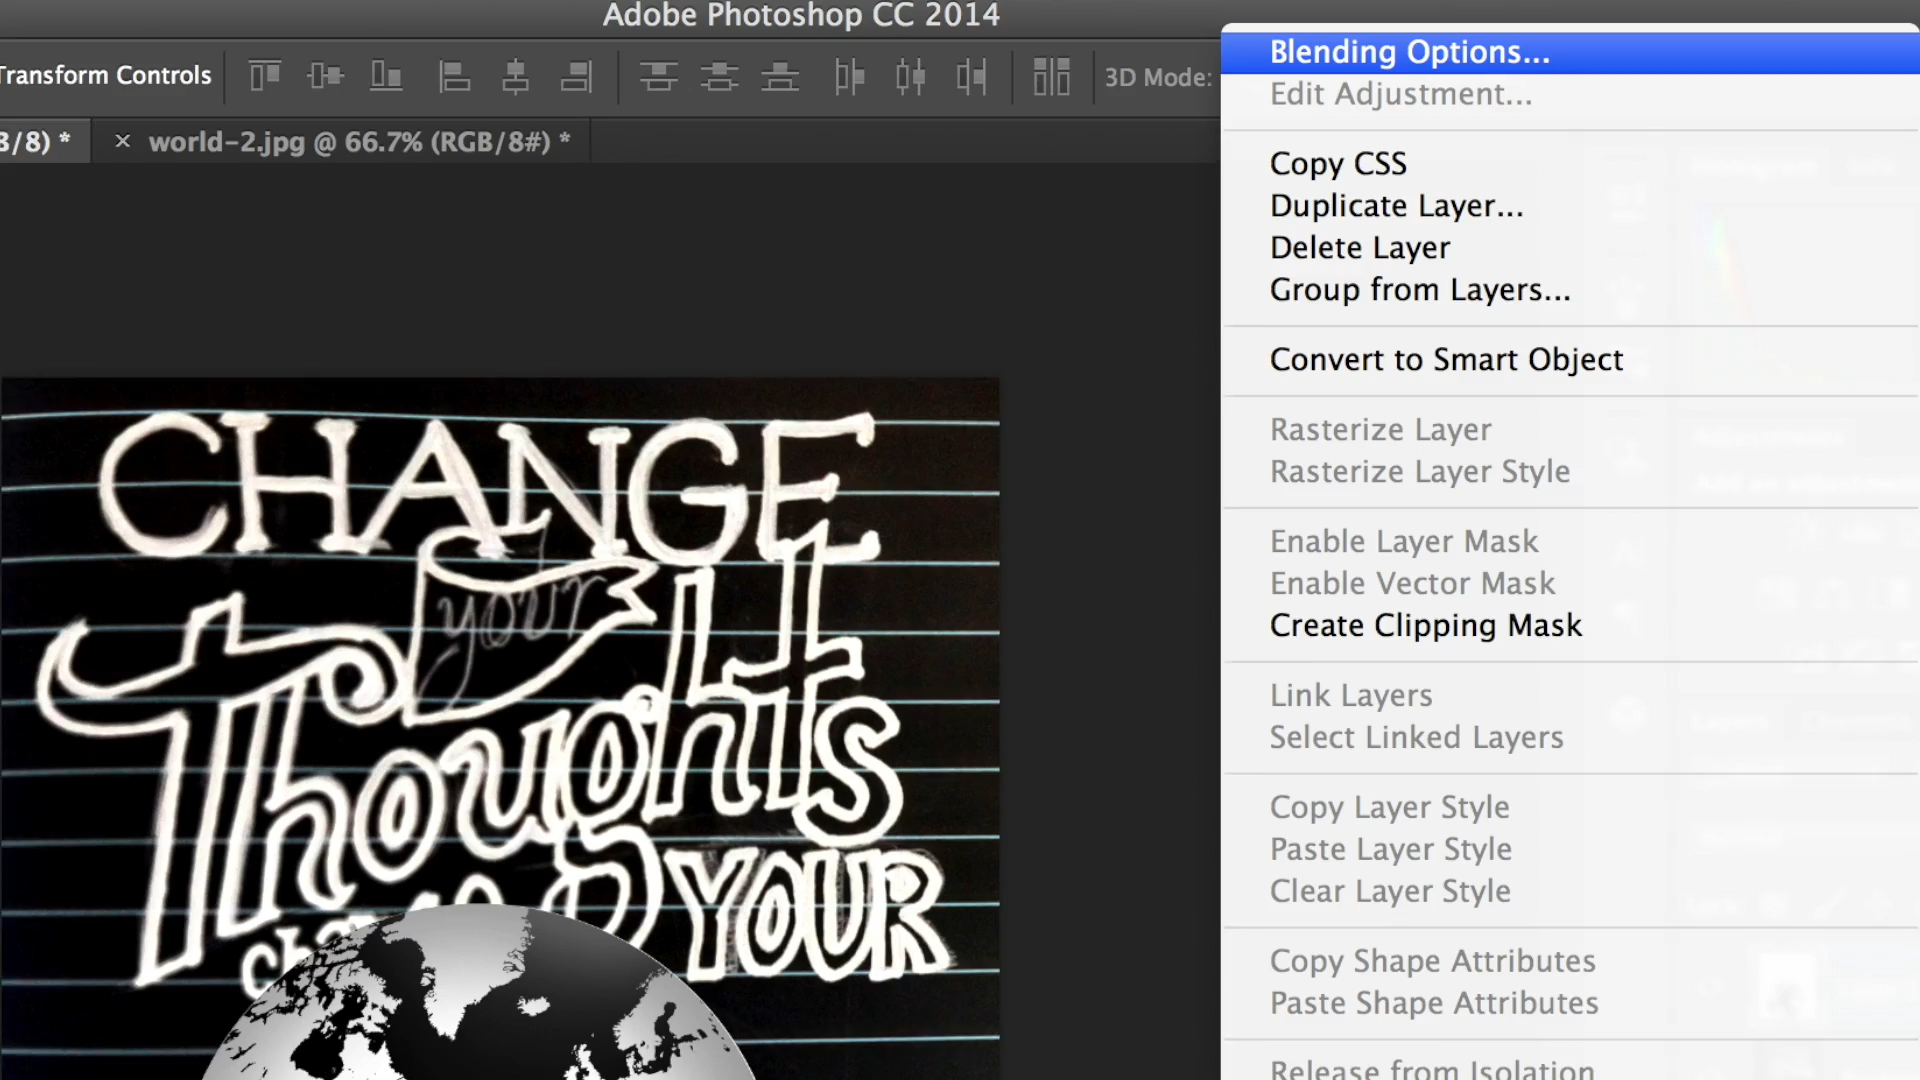 Adobe Photoshop CC 2014
Transform Controls
3D Mode:
B/8) *
× world-2.jpg @ 66.7% (RGB/8#) *
CHANGE
your
Thoughts
YOUR
Blending Options...
Edit Adjustment...
Copy CSS
Duplicate Layer...
Delete Layer
Group from Layers...
Convert to Smart Object
Rasterize Layer
Rasterize Layer Style
Enable Layer Mask
Enable Vector Mask
Create Clipping Mask
Link Layers
Select Linked Layers
Copy Layer Style
Paste Layer Style
Clear Layer Style
Copy Shape Attributes
Paste Shape Attributes
Release from Isolation